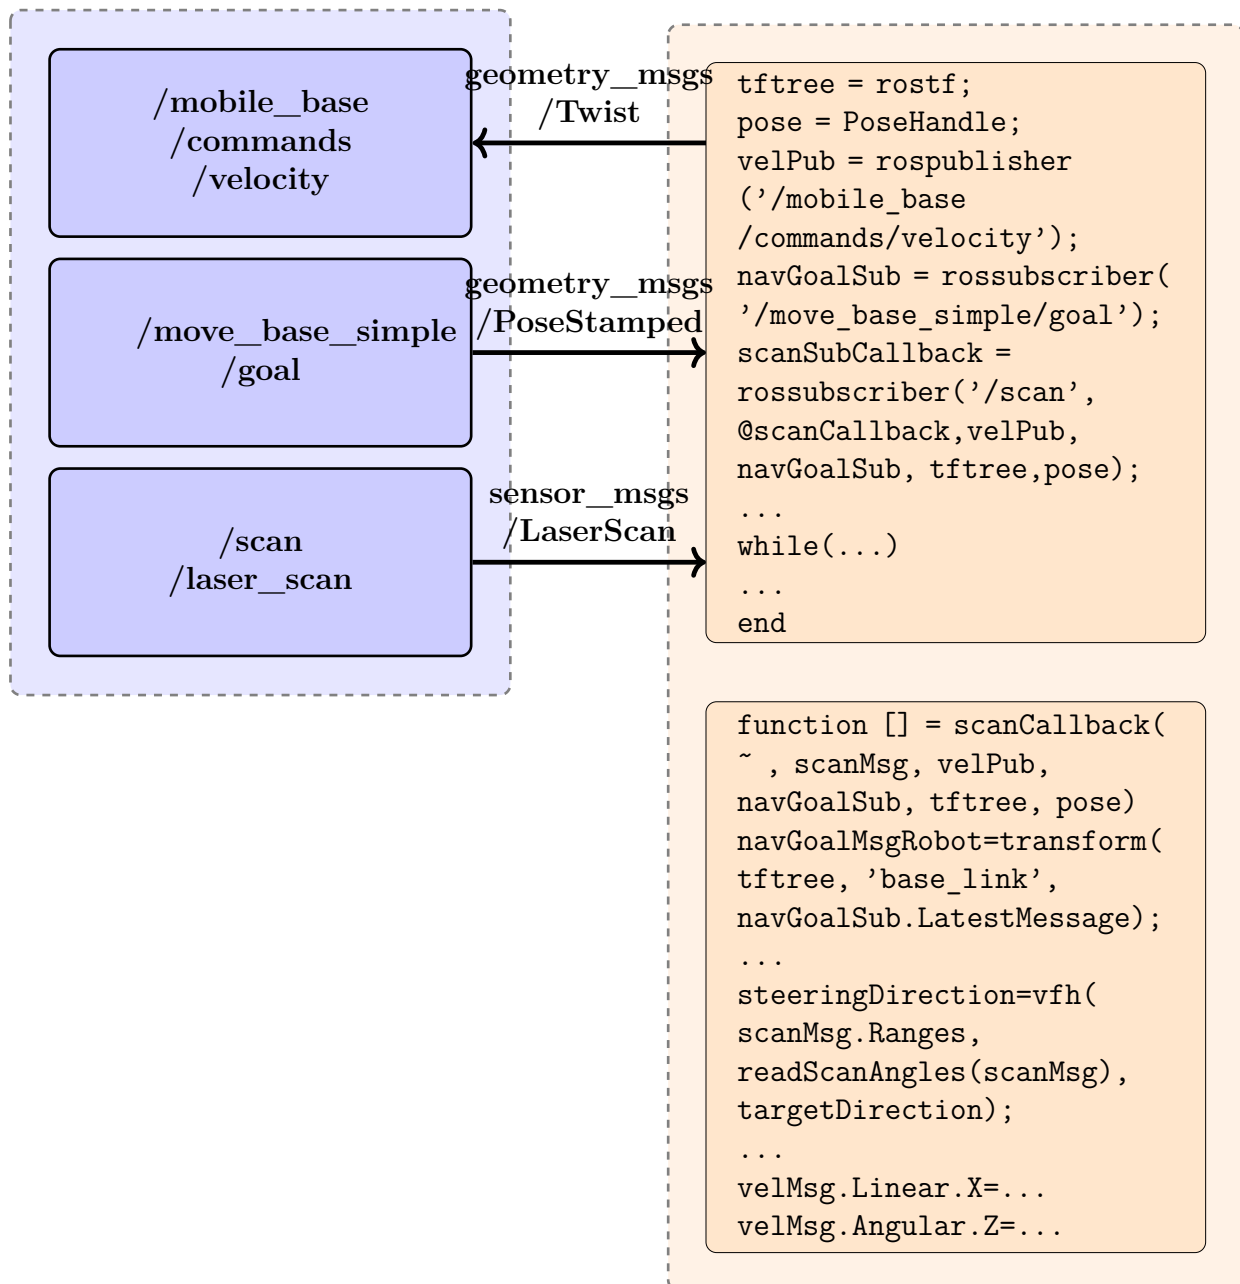 /mobile_base
/commands
/velocity
/move_base_simple
/goal
/scan
/laser_scan
geometry_msgs
/Twist
geometry_msgs
/PoseStamped
sensor_msgs
/LaserScan
tftree = rostf;
pose = PoseHandle;
velPub = rospublisher
('/mobile_base
/commands/velocity');
navGoalSub = rossubscriber(
'/move_base_simple/goal');
scanSubCallback =
rossubscriber('/scan',
@scanCallback,velPub,
navGoalSub, tftree,pose);
...
while(...)
...
end
function [] = scanCallback(
~ , scanMsg, velPub,
navGoalSub, tftree, pose)
navGoalMsgRobot=transform(
tftree, 'base_link',
navGoalSub.LatestMessage);
...
steeringDirection=vfh(
scanMsg.Ranges,
readScanAngles(scanMsg),
targetDirection);
...
velMsg.Linear.X=...
velMsg.Angular.Z=...